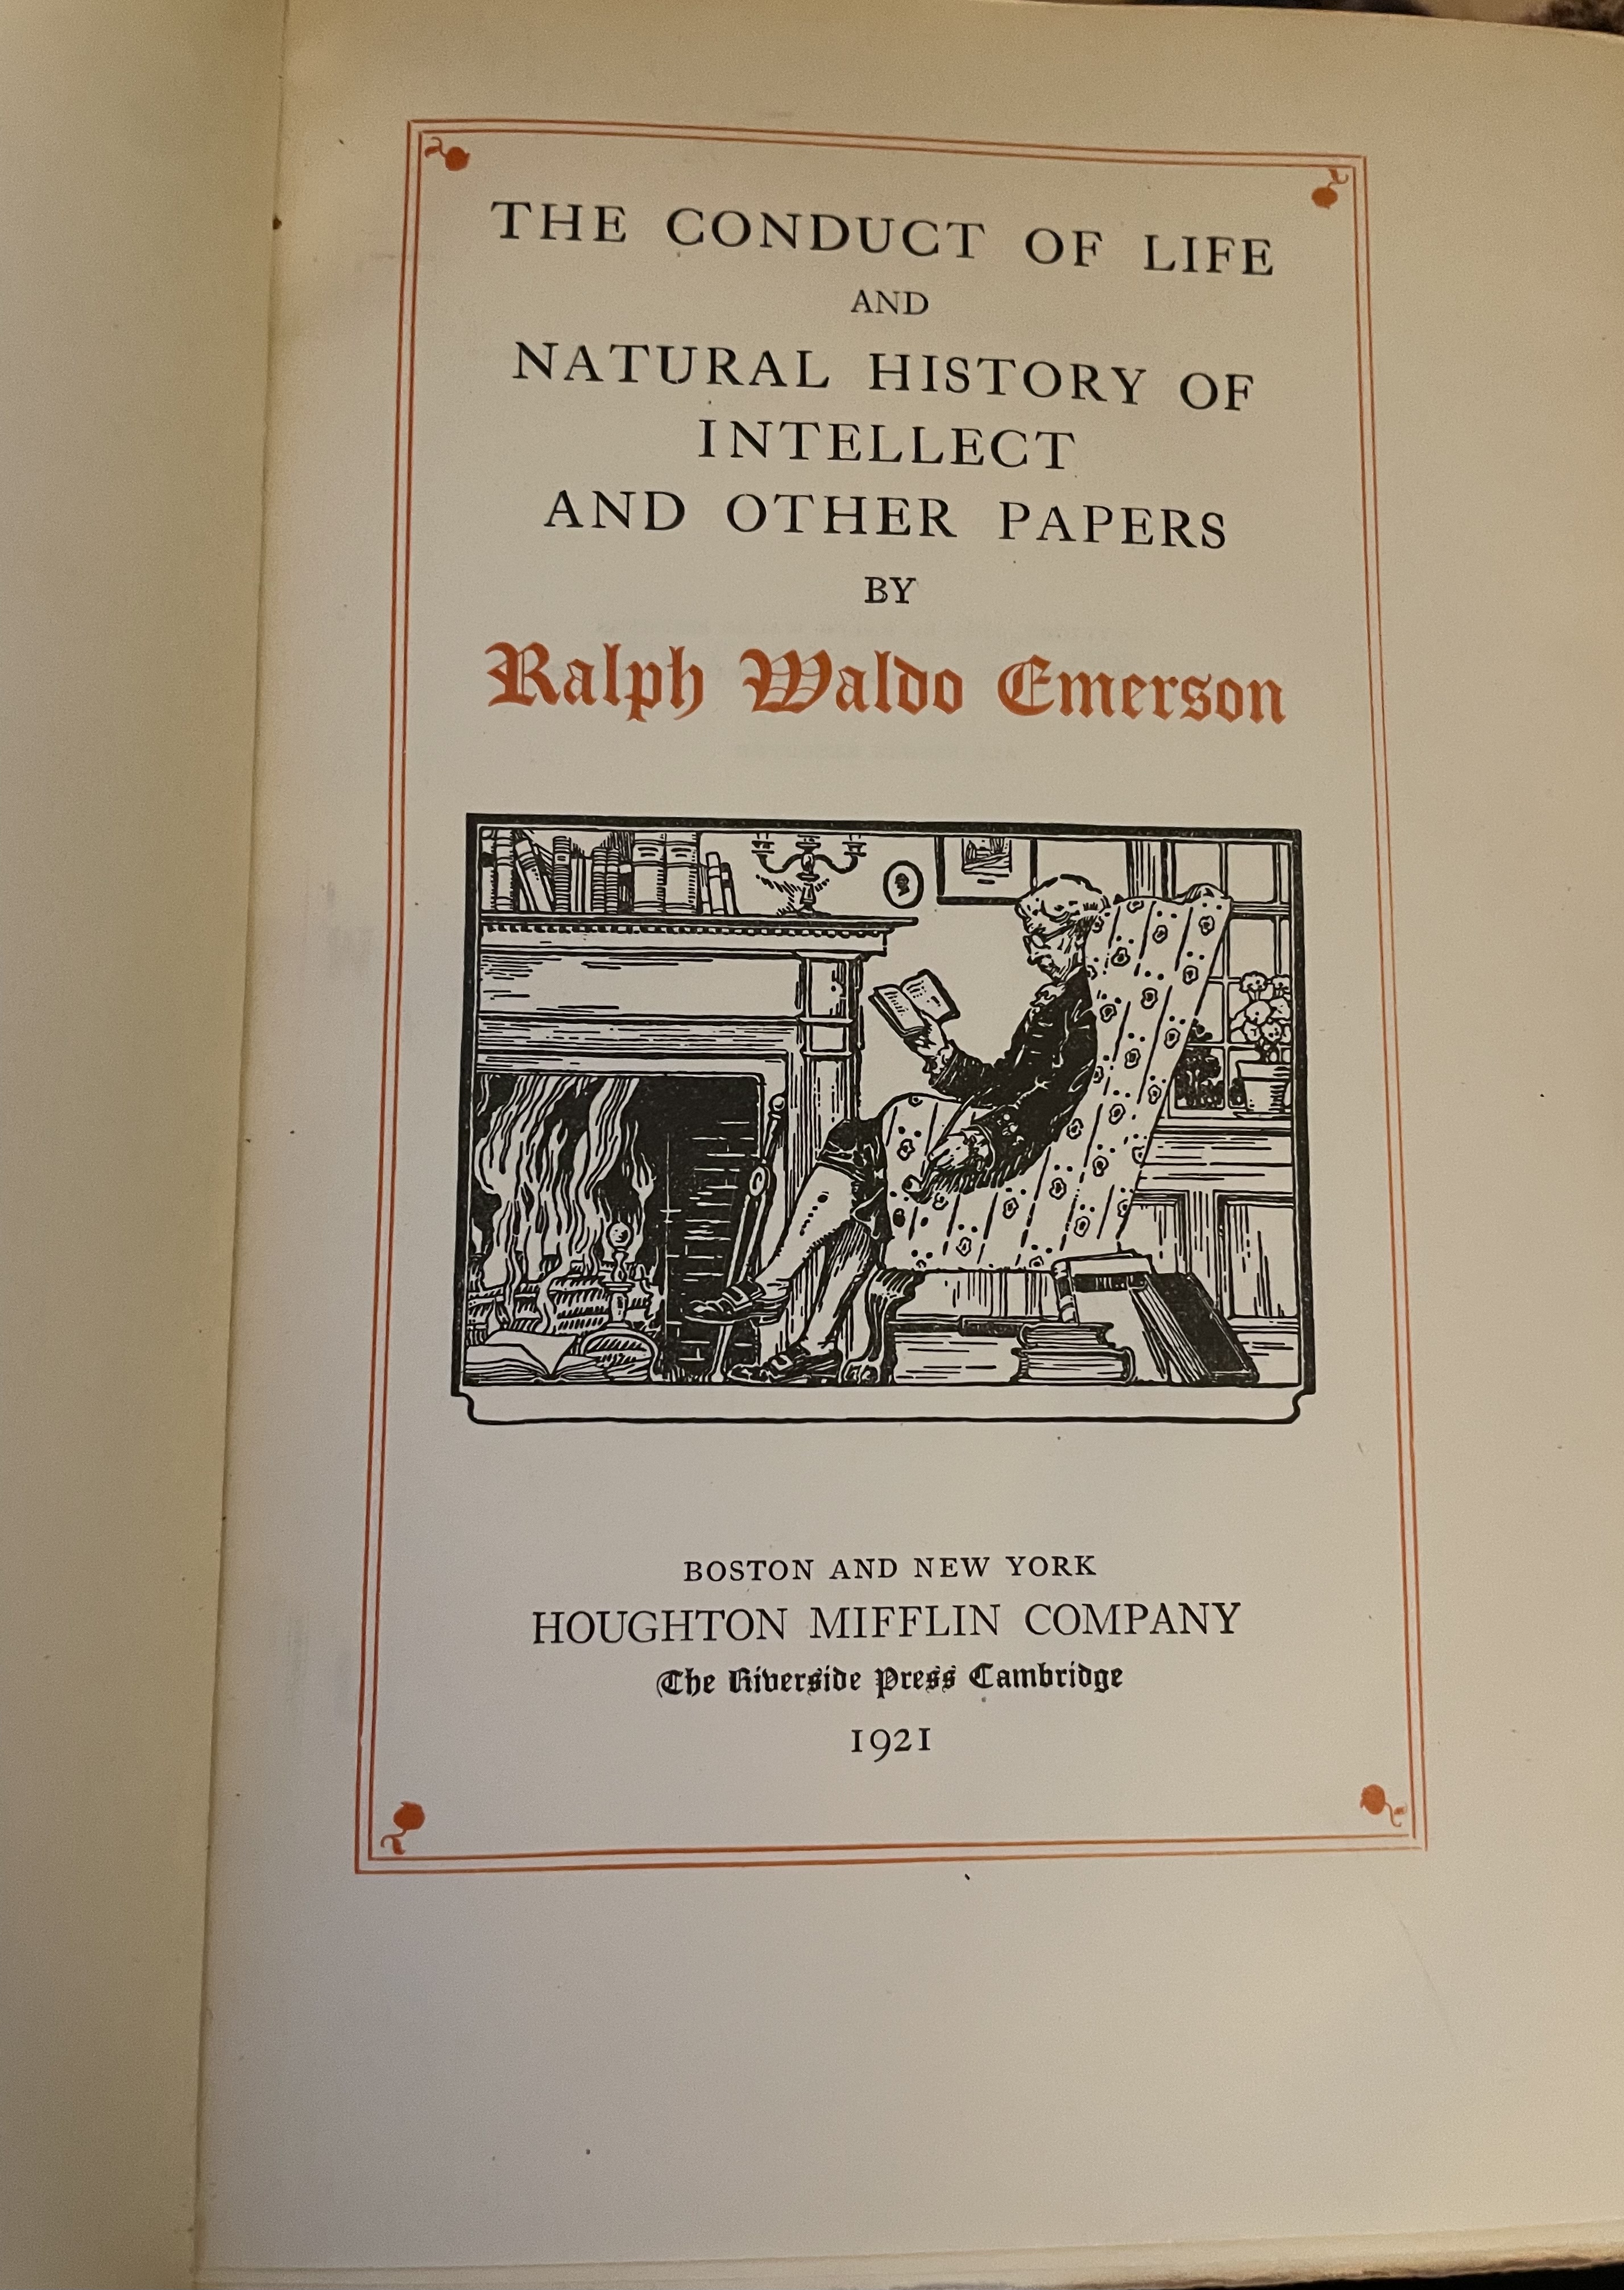 THE CONDUCT OF LIFE
AND
NATURAL HISTORY OF
INTELLECT
AND OTHER PAPERS
BY
Ralph Waldo Emerson
BOSTON AND NEW YORK
HOUGHTON MIFFLIN COMPANY
The Riverside Press Cambridge
1921